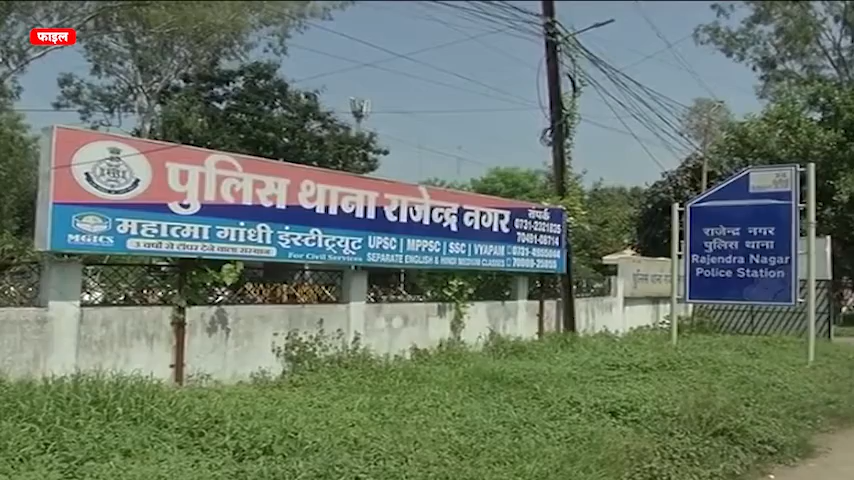 फाइल
पुलिस थाना राजेन्द्र नगर
संपर्क
0731-2321825
70491-08714
MGICS
महात्मा गांधी इंस्टीट्यूट
For Civil Services
UPSC | MPPSC | SSC | VYAPAM
SEPARATE ENGLISH & HINDI MEDIUM CLASSES
राजेन्द्र नगर
पुलिस थाना
Rajendra Nagar
Police Station
पुलिस थाना